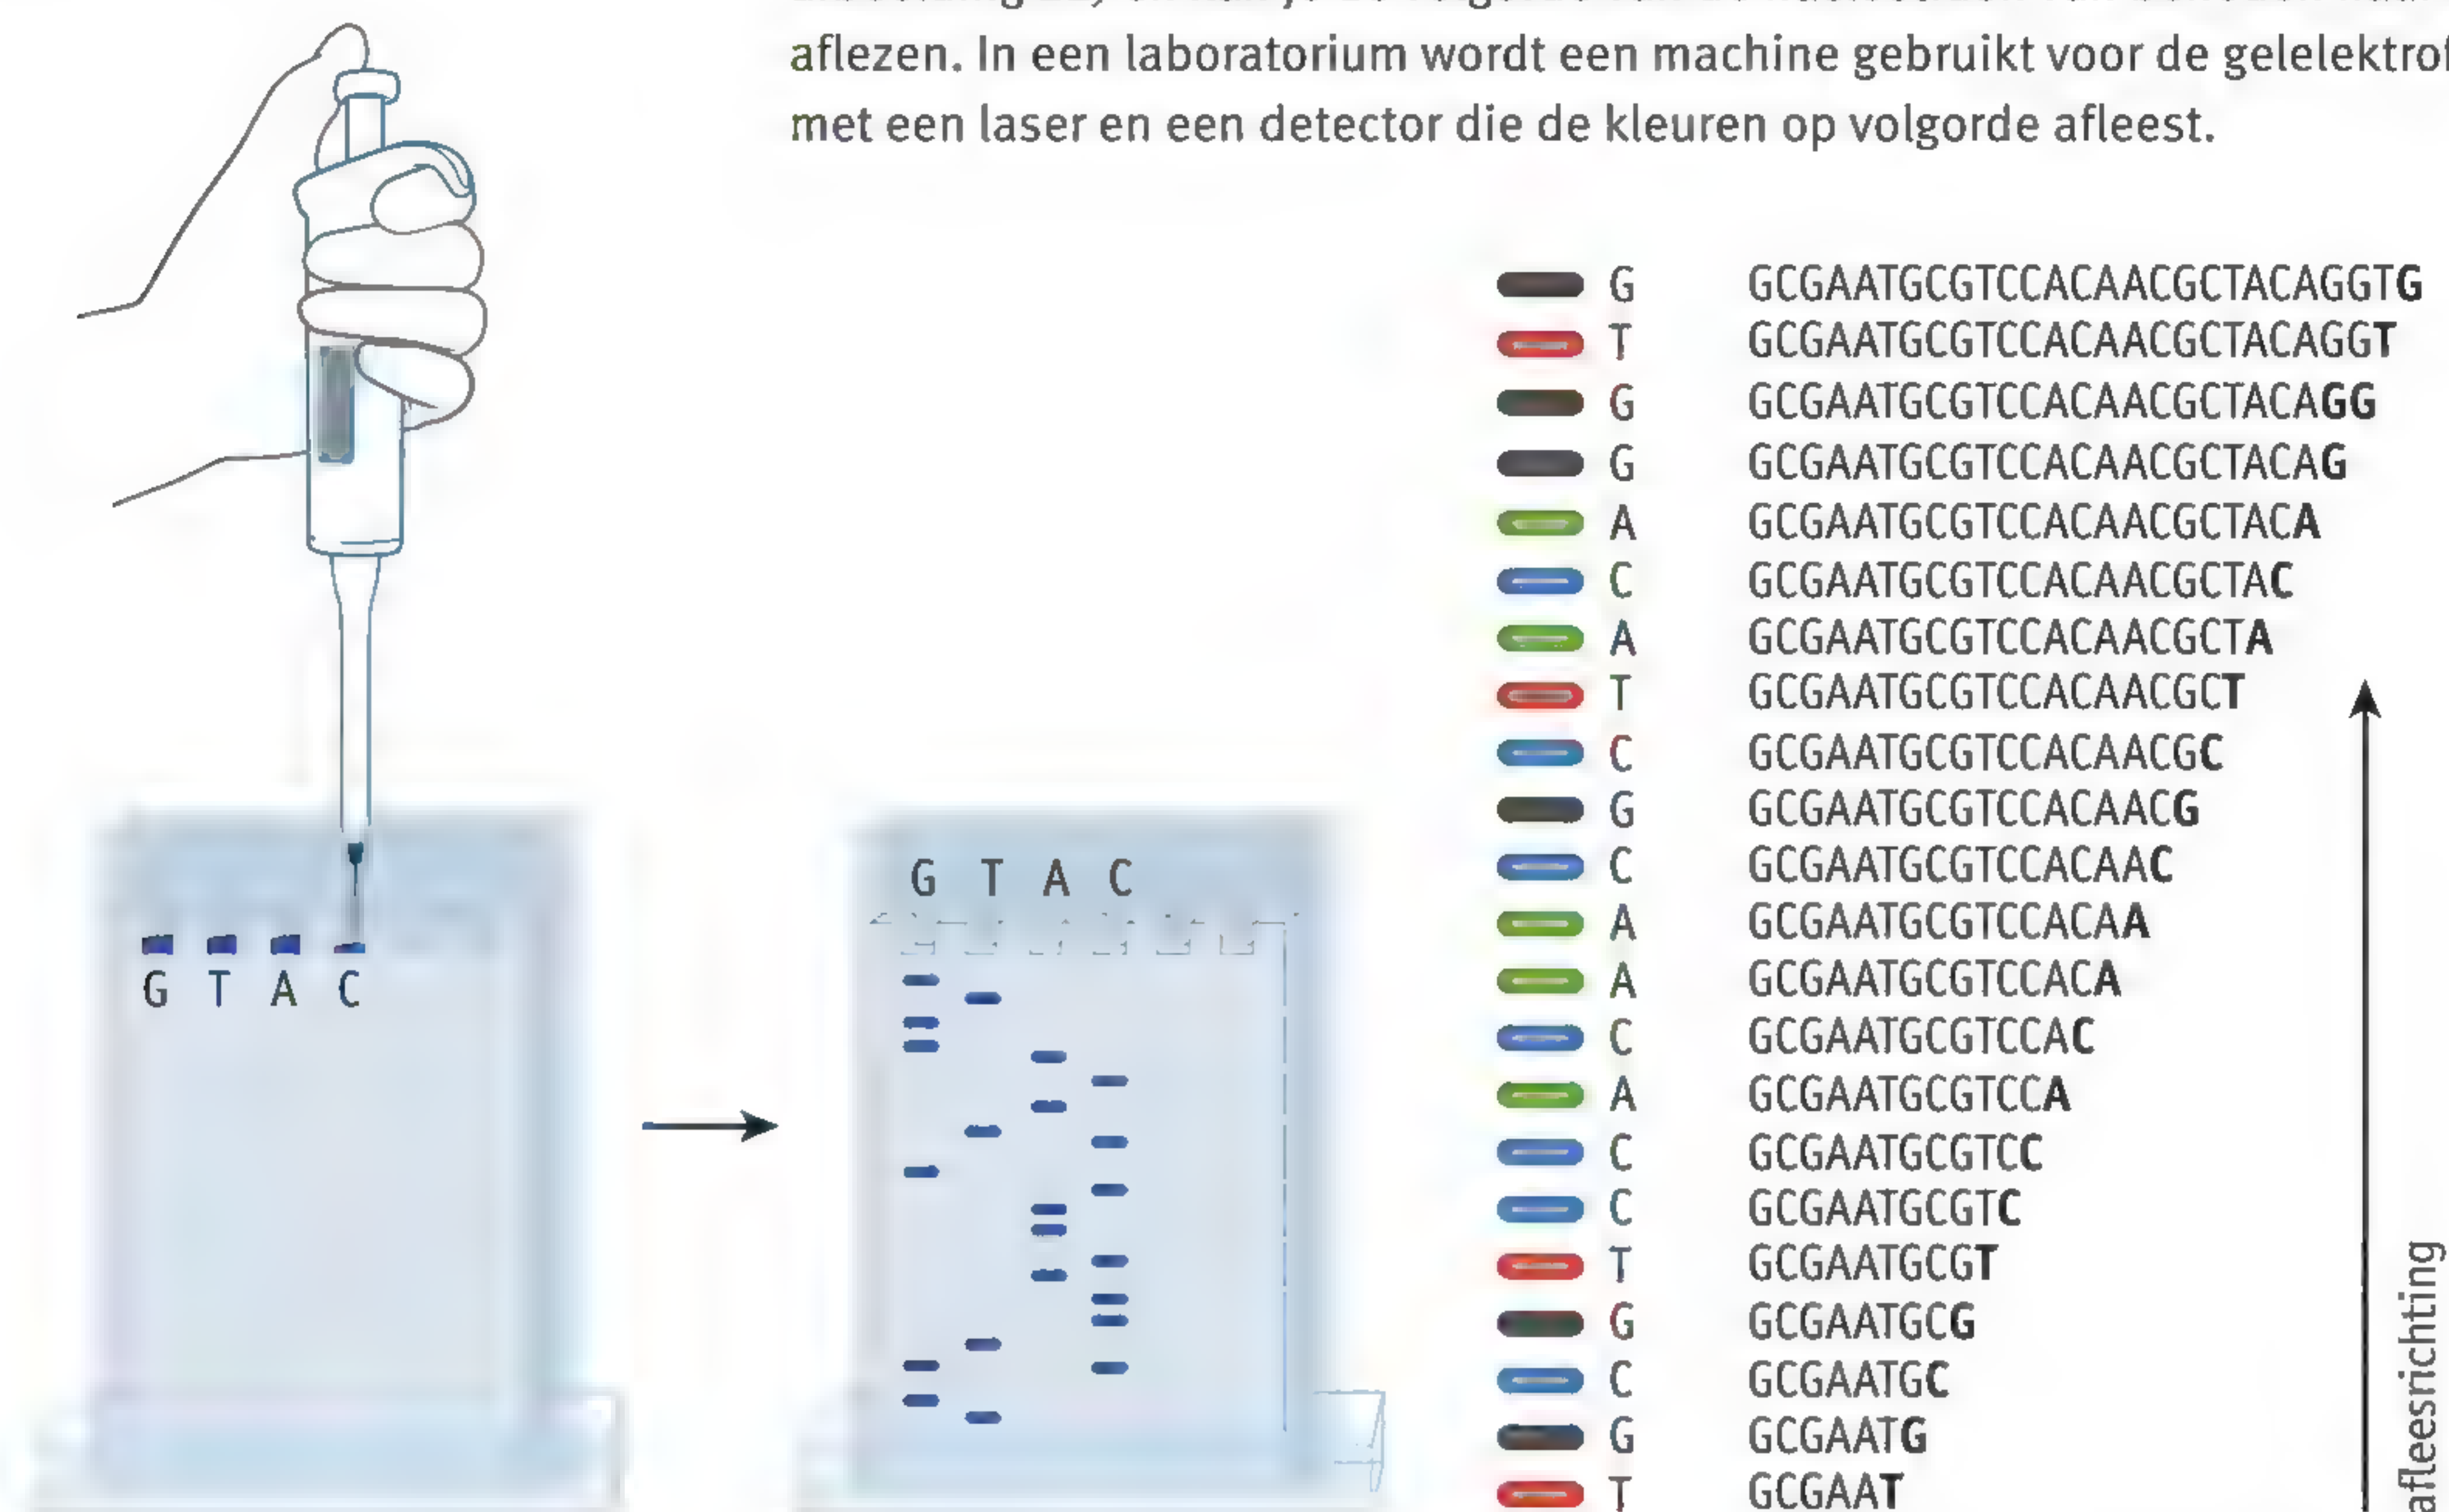 aflezen. In een laboratorium wordt een machine gebruikt voor de
met een laser en een detector die de kleuren op volgorde afleest.
G T A C
G T A C
G GCGAATGCGTCCACAACGCTACAGGTG
T GCGAATGCGTCCACAACGCTACAGGT
G GCGAATGCGTCCACAACGCTACAGG
G GCGAATGCGTCCACAACGCTACAG
A GCGAATGCGTCCACAACGCTACA
C GCGAATGCGTCCACAACGCTAC
A GCGAATGCGTCCACAACGCTA
T GCGAATGCGTCCACAACGCT
C GCGAATGCGTCCACAACGC
G GCGAATGCGTCCACAACG
C GCGAATGCGTCCACAAC
A GCGAATGCGTCCACAA
A GCGAATGCGTCCACA
C GCGAATGCGTCCAC
A GCGAATGCGTCCA
C GCGAATGCGTCC
C GCGAATGCGTC
T GCGAATGCGT
G GCGAATGCG
C GCGAATGC
G GCGAATG
T GCGAAT
afleesrichting